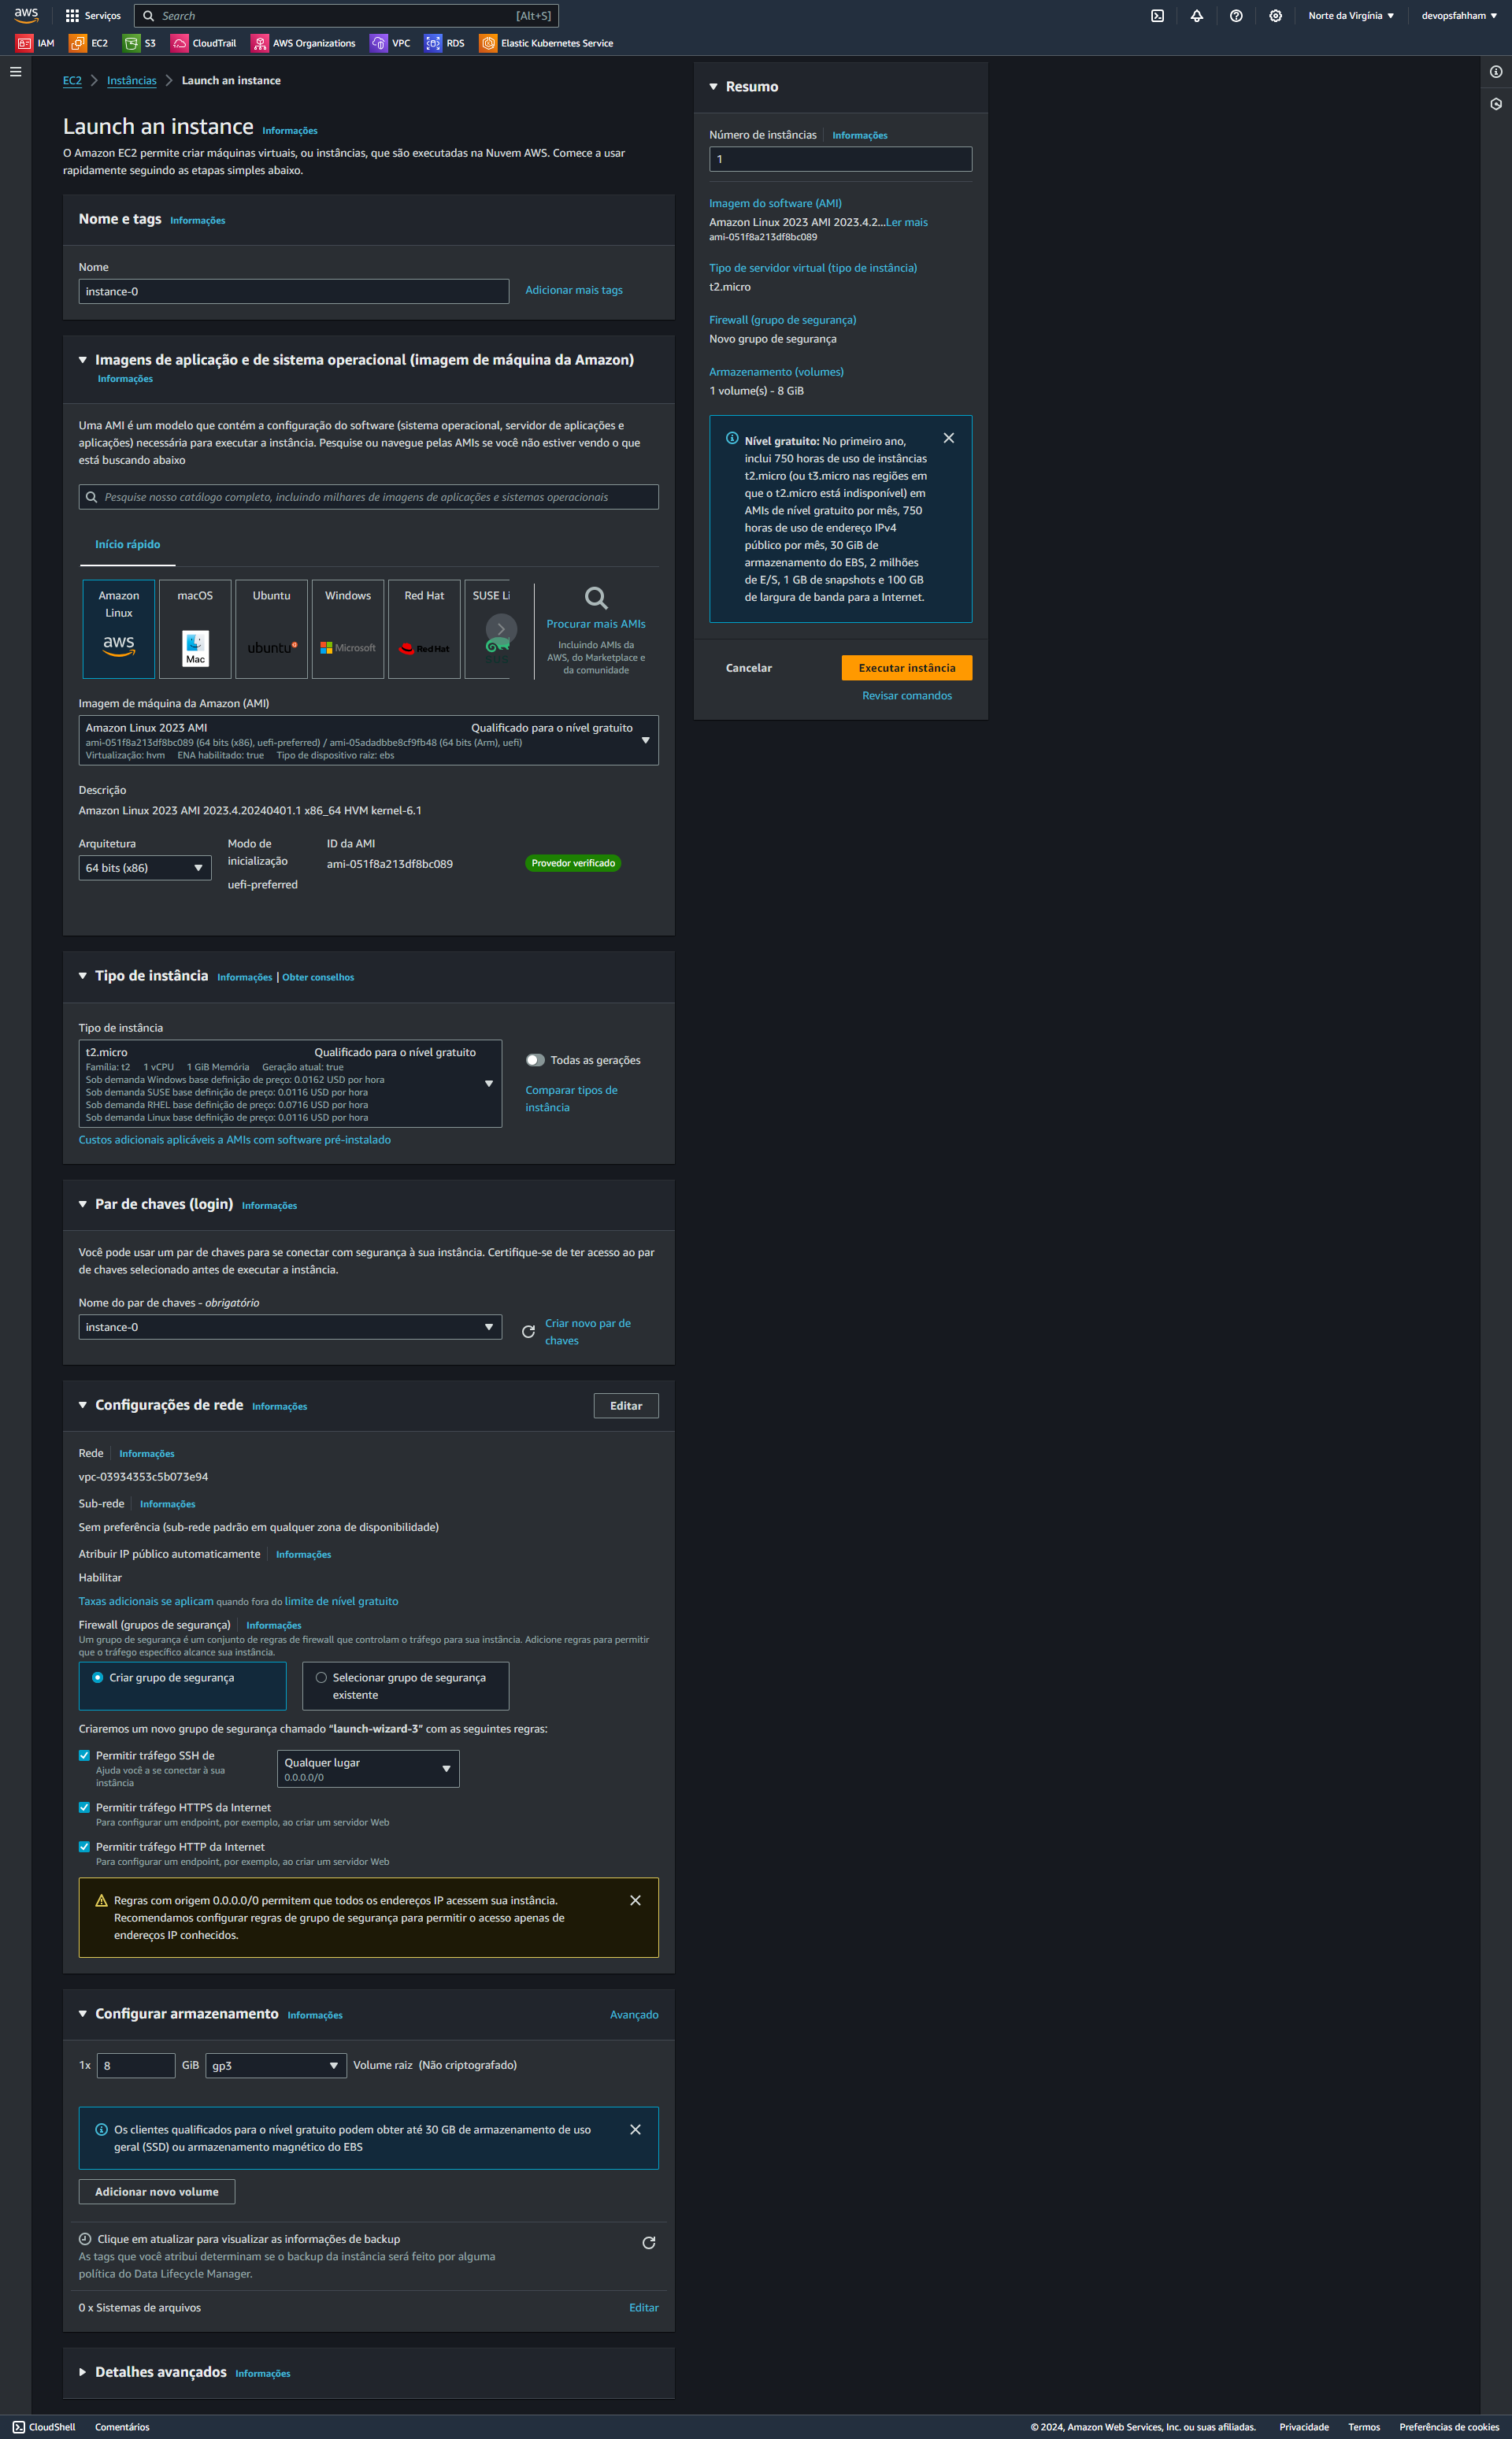 aws
Serviços
Search
[Alt+S]
Norte da Virgínia
devopsfahham
IAM
EC2
S3
CloudTrail
AWS Organizations
VPC
RDS
Elastic Kubernetes Service
EC2
Instâncias
Launch an instance
Launch an instance Informações
O Amazon EC2 permite criar máquinas virtuais, ou instâncias, que são executadas na Nuvem AWS. Comece a usar
rapidamente seguindo as etapas simples abaixo.
Nome e tags Informações
Nome
instance-0
Adicionar mais tags
Imagens de aplicação e de sistema operacional (imagem de máquina da Amazon)
Informações
Uma AMI é um modelo que contém a configuração do software (sistema operacional, servidor de aplicações e
aplicações) necessária para executar a instância. Pesquise ou navegue pelas AMIs se você não estiver vendo o que
está buscando abaixo
Pesquise nosso catálogo completo, incluindo milhares de imagens de aplicações e sistemas operacionais
Início rápido
Amazon
Linux
aws
macOS
Mac
Ubuntu
ubuntu
Windows
Microsoft
Red Hat
RedHat
SUSE Li
Procurar mais AMIs
Incluindo AMIs da
AWS, do Marketplace e
da comunidade
Imagem de máquina da Amazon (AMI)
Amazon Linux 2023 AMI
Qualificado para o nível gratuito
ami-051f8a213df8bc089 (64 bits (x86), uefi-preferred) / ami-05adadbbe8cf9fb48 (64 bits (Arm), uefi)
Virtualização: hvm ENA habilitado: true Tipo de dispositivo raiz: ebs
Descrição
Amazon Linux 2023 AMI 2023.4.20240401.1 x86_64 HVM kernel-6.1
Arquitetura
64 bits (x86)
Modo de
inicialização
uefi-preferred
ID da AMI
ami-051f8a213df8bc089
Provedor verificado
Tipo de instância Informações | Obter conselhos
Tipo de instância
t2.micro
Qualificado para o nível gratuito
Família: t2 1 vCPU 1 GiB Memória Geração atual: true
Sob demanda Windows base definição de preço: 0.0162 USD por hora
Sob demanda SUSE base definição de preço: 0.0116 USD por hora
Sob demanda RHEL base definição de preço: 0.0716 USD por hora
Sob demanda Linux base definição de preço: 0.0116 USD por hora
Todas as gerações
Comparar tipos de
instância
Custos adicionais aplicáveis a AMIs com software pré-instalado
Par de chaves (login) Informações
Você pode usar um par de chaves para se conectar com segurança à sua instância. Certifique-se de ter acesso ao par
de chaves selecionado antes de executar a instância.
Nome do par de chaves - obrigatório
instance-0
Criar novo par de
chaves
Configurações de rede Informações
Editar
Rede Informações
vpc-03934353c5b073e94
Sub-rede Informações
Sem preferência (sub-rede padrão em qualquer zona de disponibilidade)
Atribuir IP público automaticamente Informações
Habilitar
Taxas adicionais se aplicam quando fora do limite de nível gratuito
Firewall (grupos de segurança) Informações
Um grupo de segurança é um conjunto de regras de firewall que controlam o tráfego para sua instância. Adicione regras para permitir
que o tráfego específico alcance sua instância.
Criar grupo de segurança
Selecionar grupo de segurança
existente
Criaremos um novo grupo de segurança chamado “launch-wizard-3” com as seguintes regras:
Permitir tráfego SSH de
Ajuda você a se conectar à sua
instância
Qualquer lugar
0.0.0.0/0
Permitir tráfego HTTPS da Internet
Para configurar um endpoint, por exemplo, ao criar um servidor Web
Permitir tráfego HTTP da Internet
Para configurar um endpoint, por exemplo, ao criar um servidor Web
Regras com origem 0.0.0.0/0 permitem que todos os endereços IP acessem sua instância.
Recomendamos configurar regras de grupo de segurança para permitir o acesso apenas de
endereços IP conhecidos.
Configurar armazenamento Informações
Avançado
1x 8 GiB gp3 Volume raiz (Não criptografado)
Os clientes qualificados para o nível gratuito podem obter até 30 GB de armazenamento de uso
geral (SSD) ou armazenamento magnético do EBS
Adicionar novo volume
Clique em atualizar para visualizar as informações de backup
As tags que você atribui determinam se o backup da instância será feito por alguma
política do Data Lifecycle Manager.
0 x Sistemas de arquivos
Editar
Detalhes avançados Informações
Resumo
Número de instâncias Informações
1
Imagem do software (AMI)
Amazon Linux 2023 AMI 2023.4.2...Ler mais
ami-051f8a213df8bc089
Tipo de servidor virtual (tipo de instância)
t2.micro
Firewall (grupo de segurança)
Novo grupo de segurança
Armazenamento (volumes)
1 volume(s) - 8 GiB
Nível gratuito: No primeiro ano,
inclui 750 horas de uso de instâncias
t2.micro (ou t3.micro nas regiões em
que o t2.micro está indisponível) em
AMIs de nível gratuito por mês, 750
horas de uso de endereço IPv4
público por mês, 30 GiB de
armazenamento do EBS, 2 milhões
de E/S, 1 GB de snapshots e 100 GB
de largura de banda para a Internet.
Cancelar
Executar instância
Revisar comandos
CloudShell
Comentários
© 2024, Amazon Web Services, Inc. ou suas afiliadas.
Privacidade
Termos
Preferências de cookies